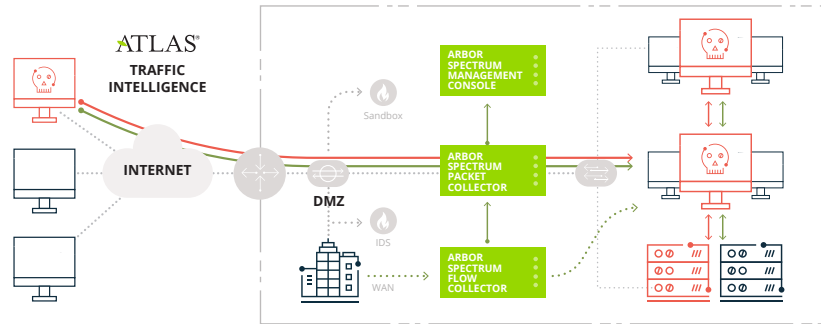 ATLAS®
TRAFFIC
INTELLIGENCE
INTERNET
Sandbox
DMZ
IDS
WAN
ARBOR
SPECTRUM
MANAGEMENT
CONSOLE
ARBOR
SPECTRUM
PACKET
COLLECTOR
ARBOR
SPECTRUM
FLOW
COLLECTOR